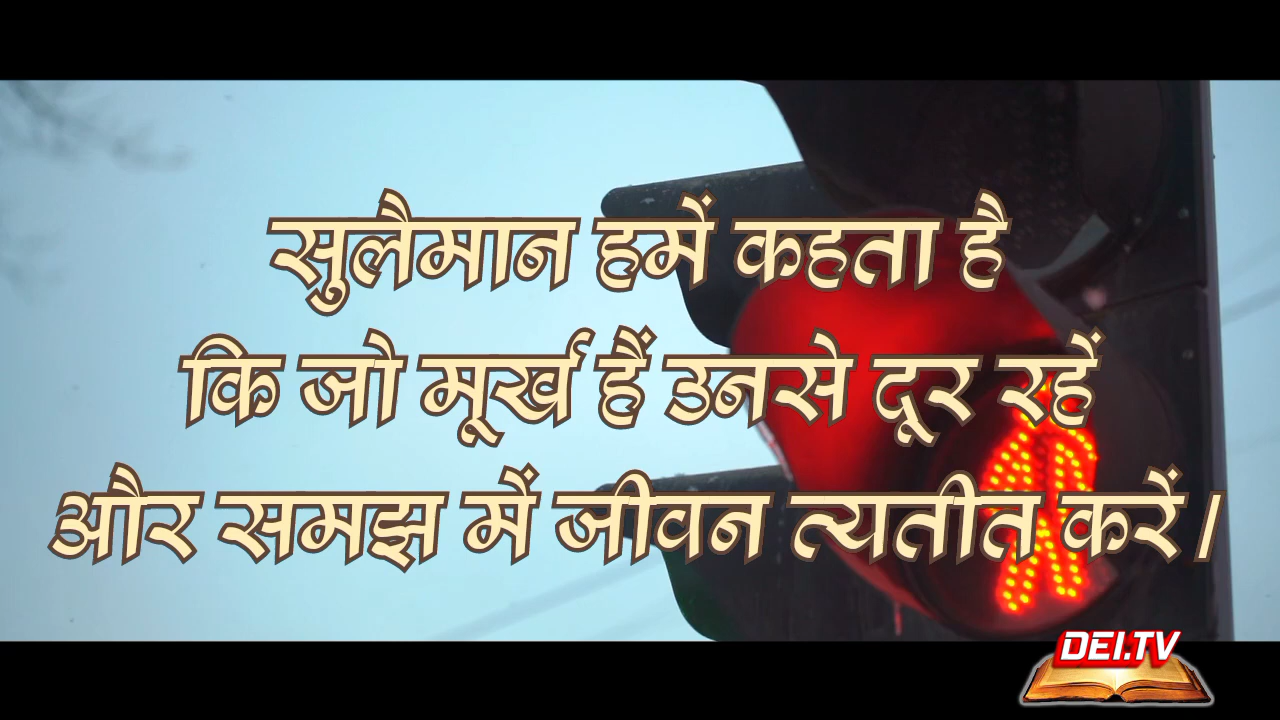 सुलैमान हमें कहता है
कि जो मूर्ख हैं उनसे दूर रहें
और समझ में जीवन त्यतीत करें।
DEI.TV